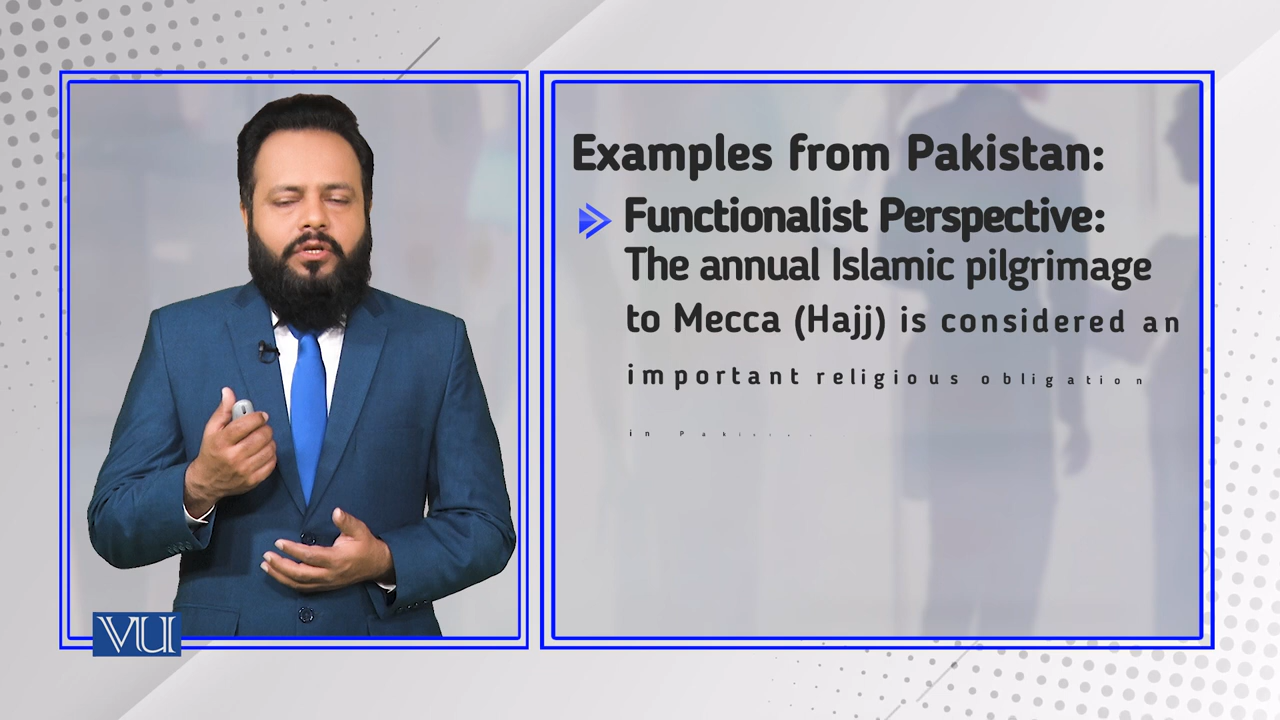 Examples from Pakistan:
Functionalist Perspective:
The annual Islamic pilgrimage
to Mecca (Hajj) is considered an
important religious obligation
in
VU